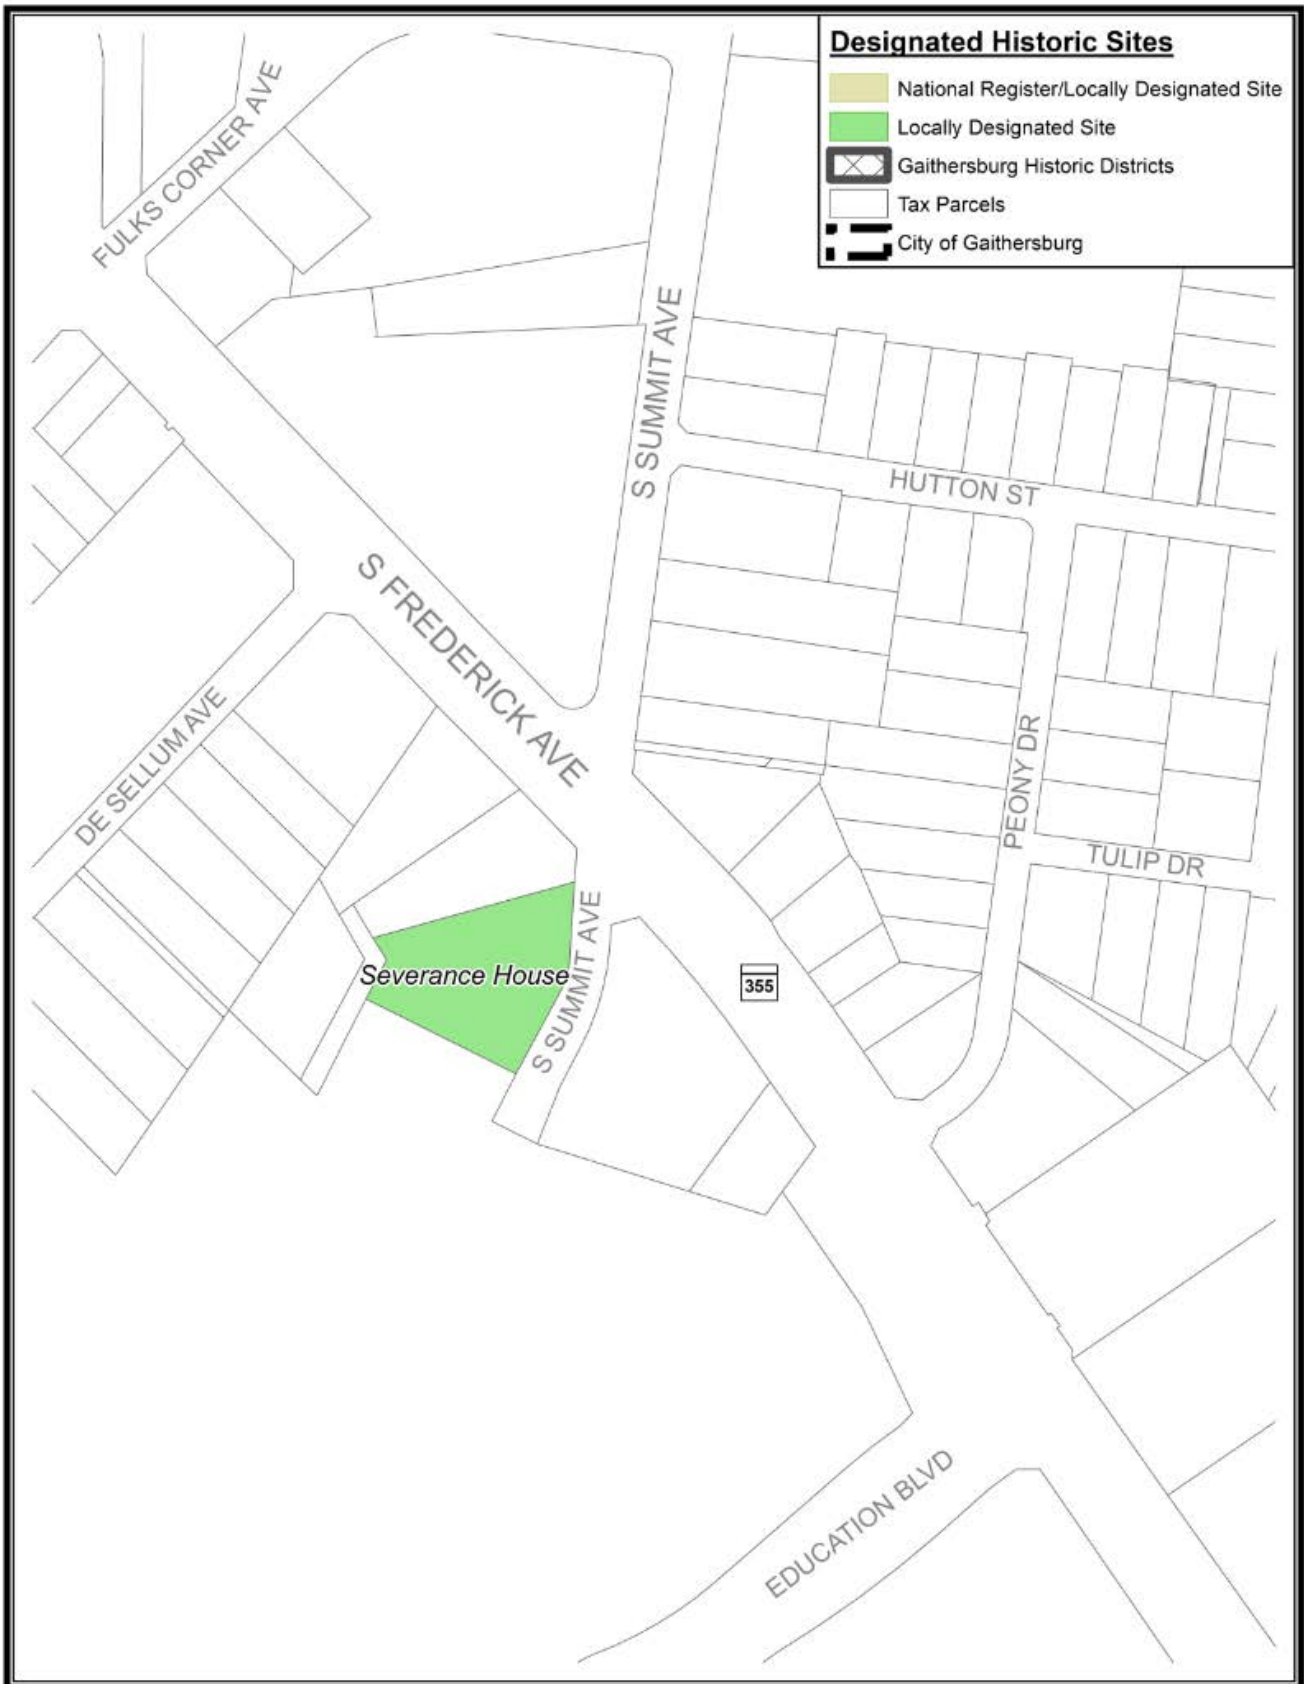 Designated Historic Sites
National Register/Locally Designated Site
Locally Designated Site
Gaithersburg Historic Districts
Tax Parcels
City of Gaithersburg
FULKS CORNER AVE
S SUMMIT AVE
HUTTON ST
S FREDERICK AVE
DE SELLUM AVE
PEONY DR
TULIP DR
Severance House
S SUMMIT AVE
355
EDUCATION BLVD